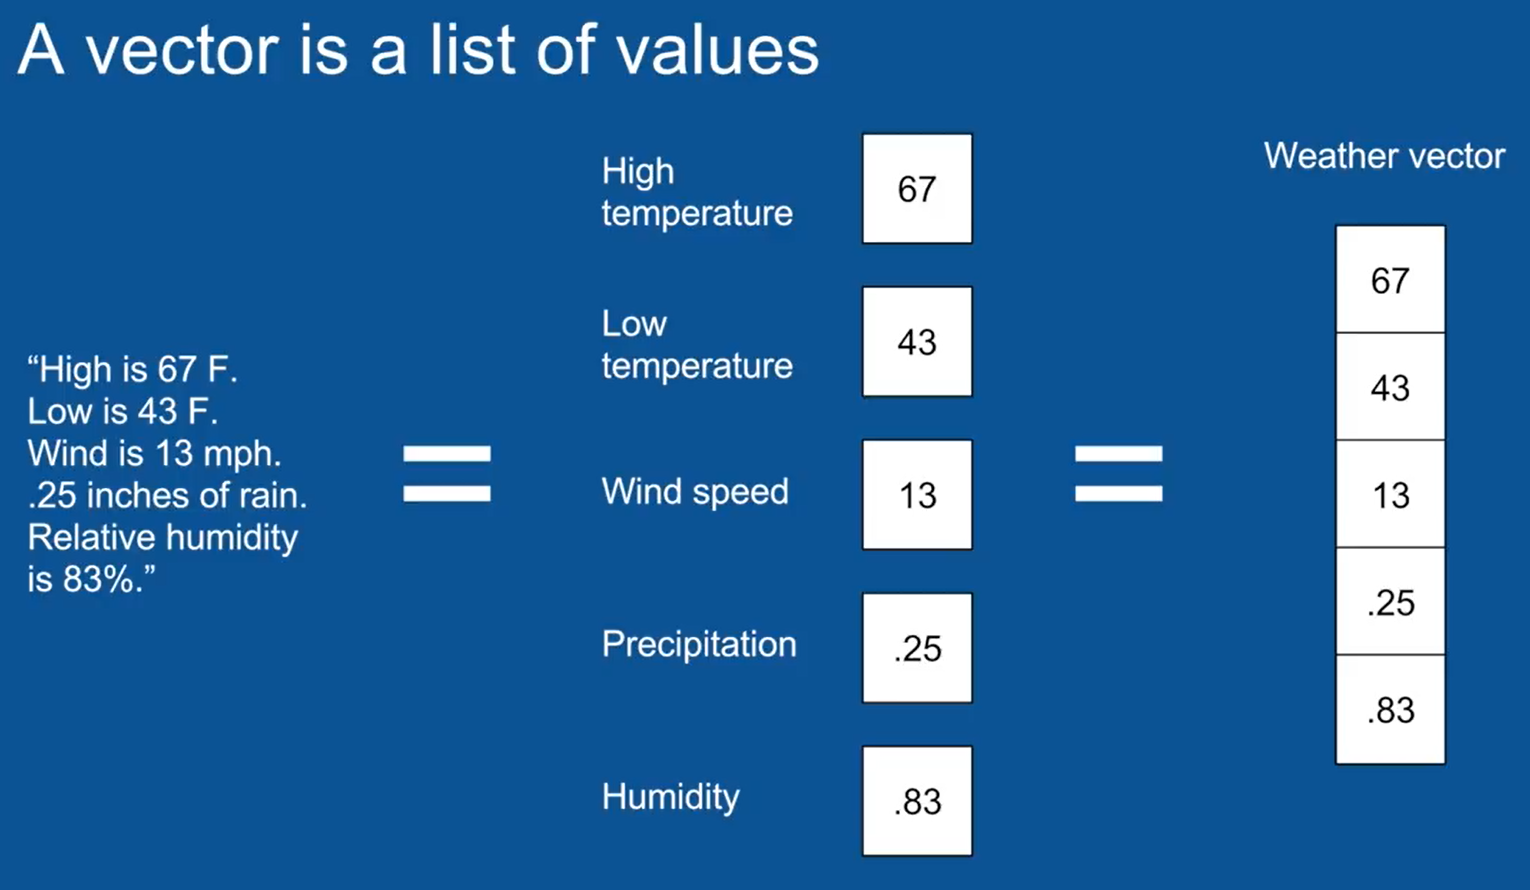 A vector is a list of values
“High is 67 F.
Low is 43 F.
Wind is 13 mph.
.25 inches of rain.
Relative humidity
is 83%.”
High
temperature
67
Low
temperature
43
Wind speed
13
Precipitation
.25
Humidity
.83
Weather vector
67
43
13
.25
.83